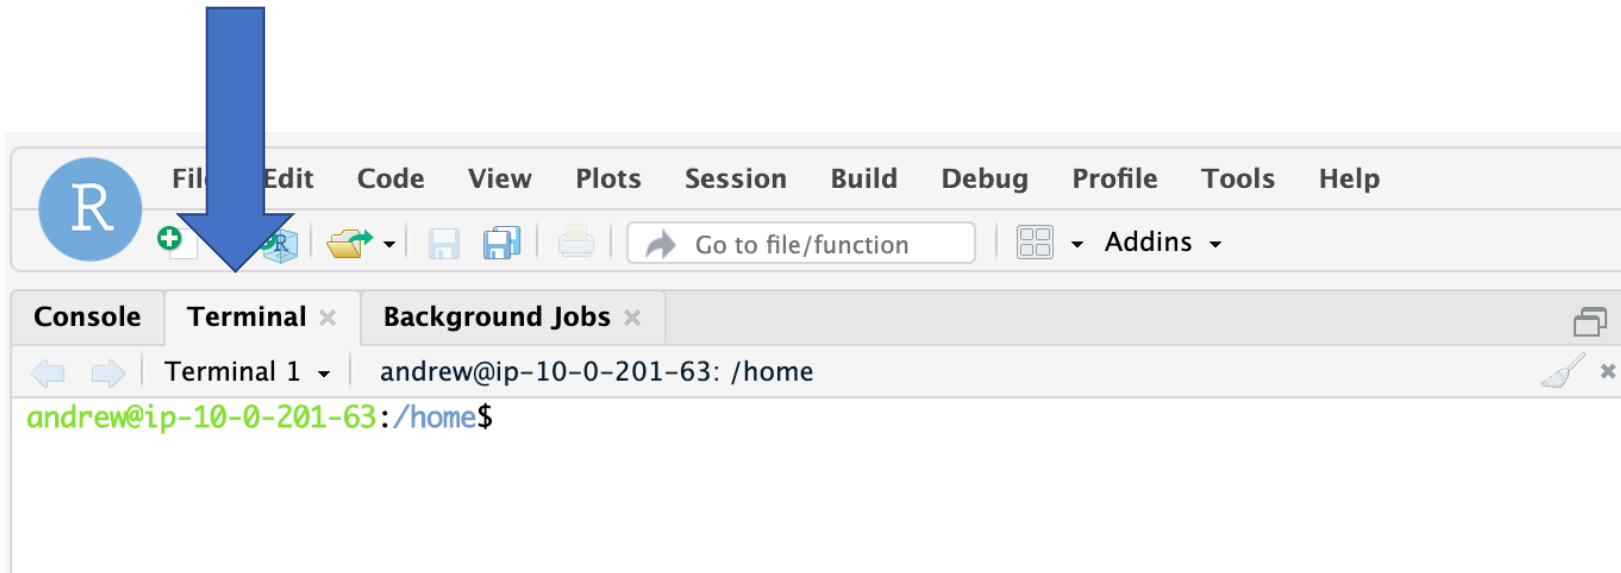 R
File Edit Code View Plots Session Build Debug Profile Tools Help
R Go to file/function Addins
Console Terminal Background Jobs
Terminal 1 andrew@ip-10-0-201-63: /home
andrew@ip-10-0-201-63:/home$